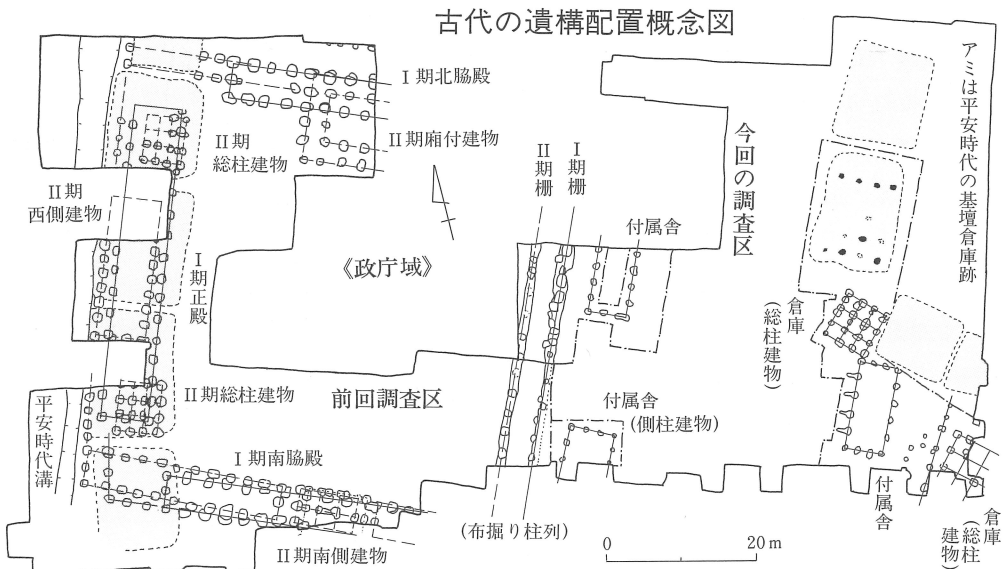 古代の遺構配置概念図
アミは平安時代の基壇倉庫跡
Ⅰ期北脇殿
Ⅱ期廂付建物
Ⅱ期
総柱建物
Ⅱ期
西側建物
Ⅰ期正殿
《政庁域》
Ⅱ期柵
Ⅰ期柵
付属舎
今回の調査区
倉庫
(総柱建物)
Ⅱ期総柱建物
前回調査区
付属舎
(側柱建物)
平安時代溝
Ⅰ期南脇殿
(布掘り柱列)
Ⅱ期南側建物
付属舎
倉庫
(総柱
建物)
0 20m